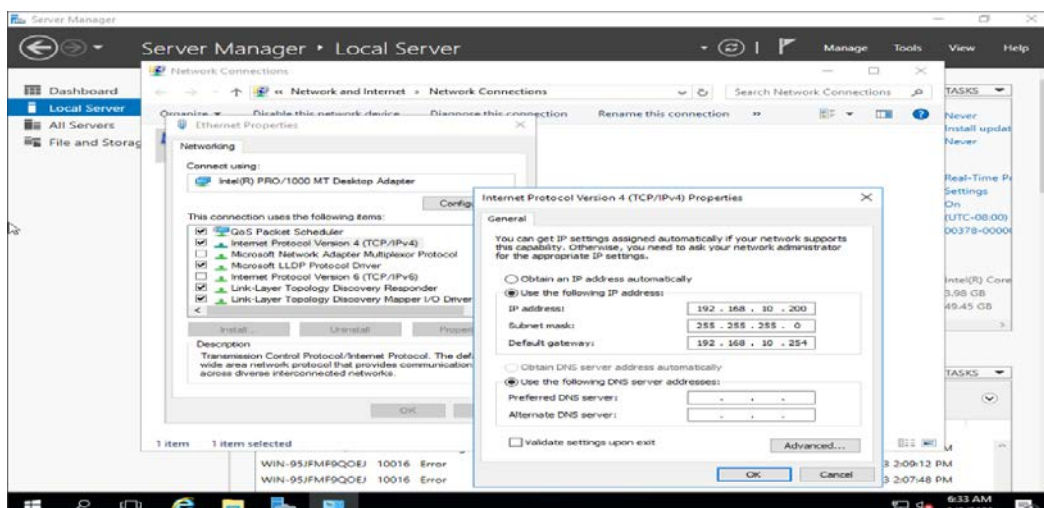 Server Manager
Server Manager • Local Server
Manage Tools View Help
Dashboard
Local Server
All Servers
File and Storag
Network Connections
« Network and Internet › Network Connections
Search Network Connections
Organize Disable this network device Diagnose this connection Rename this connection »
Ethernet Properties
Networking
Connect using:
Intel(R) PRO/1000 MT Desktop Adapter
Config
This connection uses the following items:
QoS Packet Scheduler
Internet Protocol Version 4 (TCP/IPv4)
Microsoft Network Adapter Multiplexor Protocol
Microsoft LLDP Protocol Driver
Internet Protocol Version 6 (TCP/IPv6)
Link-Layer Topology Discovery Responder
Link-Layer Topology Discovery Mapper I/O Driver
Install... Uninstall Proper
Description
Transmission Control Protocol/Internet Protocol. The def
wide area network protocol that provides communication
across diverse interconnected networks.
OK
1 item 1 item selected
Internet Protocol Version 4 (TCP/IPv4) Properties
General
You can get IP settings assigned automatically if your network supports
this capability. Otherwise, you need to ask your network administrator
for the appropriate IP settings.
Obtain an IP address automatically
Use the following IP address:
IP address: 192 . 168 . 10 . 200
Subnet mask: 255 . 255 . 255 . 0
Default gateway: 192 . 168 . 10 . 254
Obtain DNS server address automatically
Use the following DNS server addresses:
Preferred DNS server: . . .
Alternate DNS server: . . .
Validate settings upon exit
Advanced...
OK Cancel
TASKS
Never
Install updat
Never
Real-Time Pr
Settings
On
(UTC-08:00)
00378-0000
Intel(R) Core
3.98 GB
49.45 GB
TASKS
M
WIN-95JFMF9QOEJ 10016 Error
3 2:09:12 PM
WIN-95JFMF9QOEJ 10016 Error
3 2:07:48 PM
6:33 AM